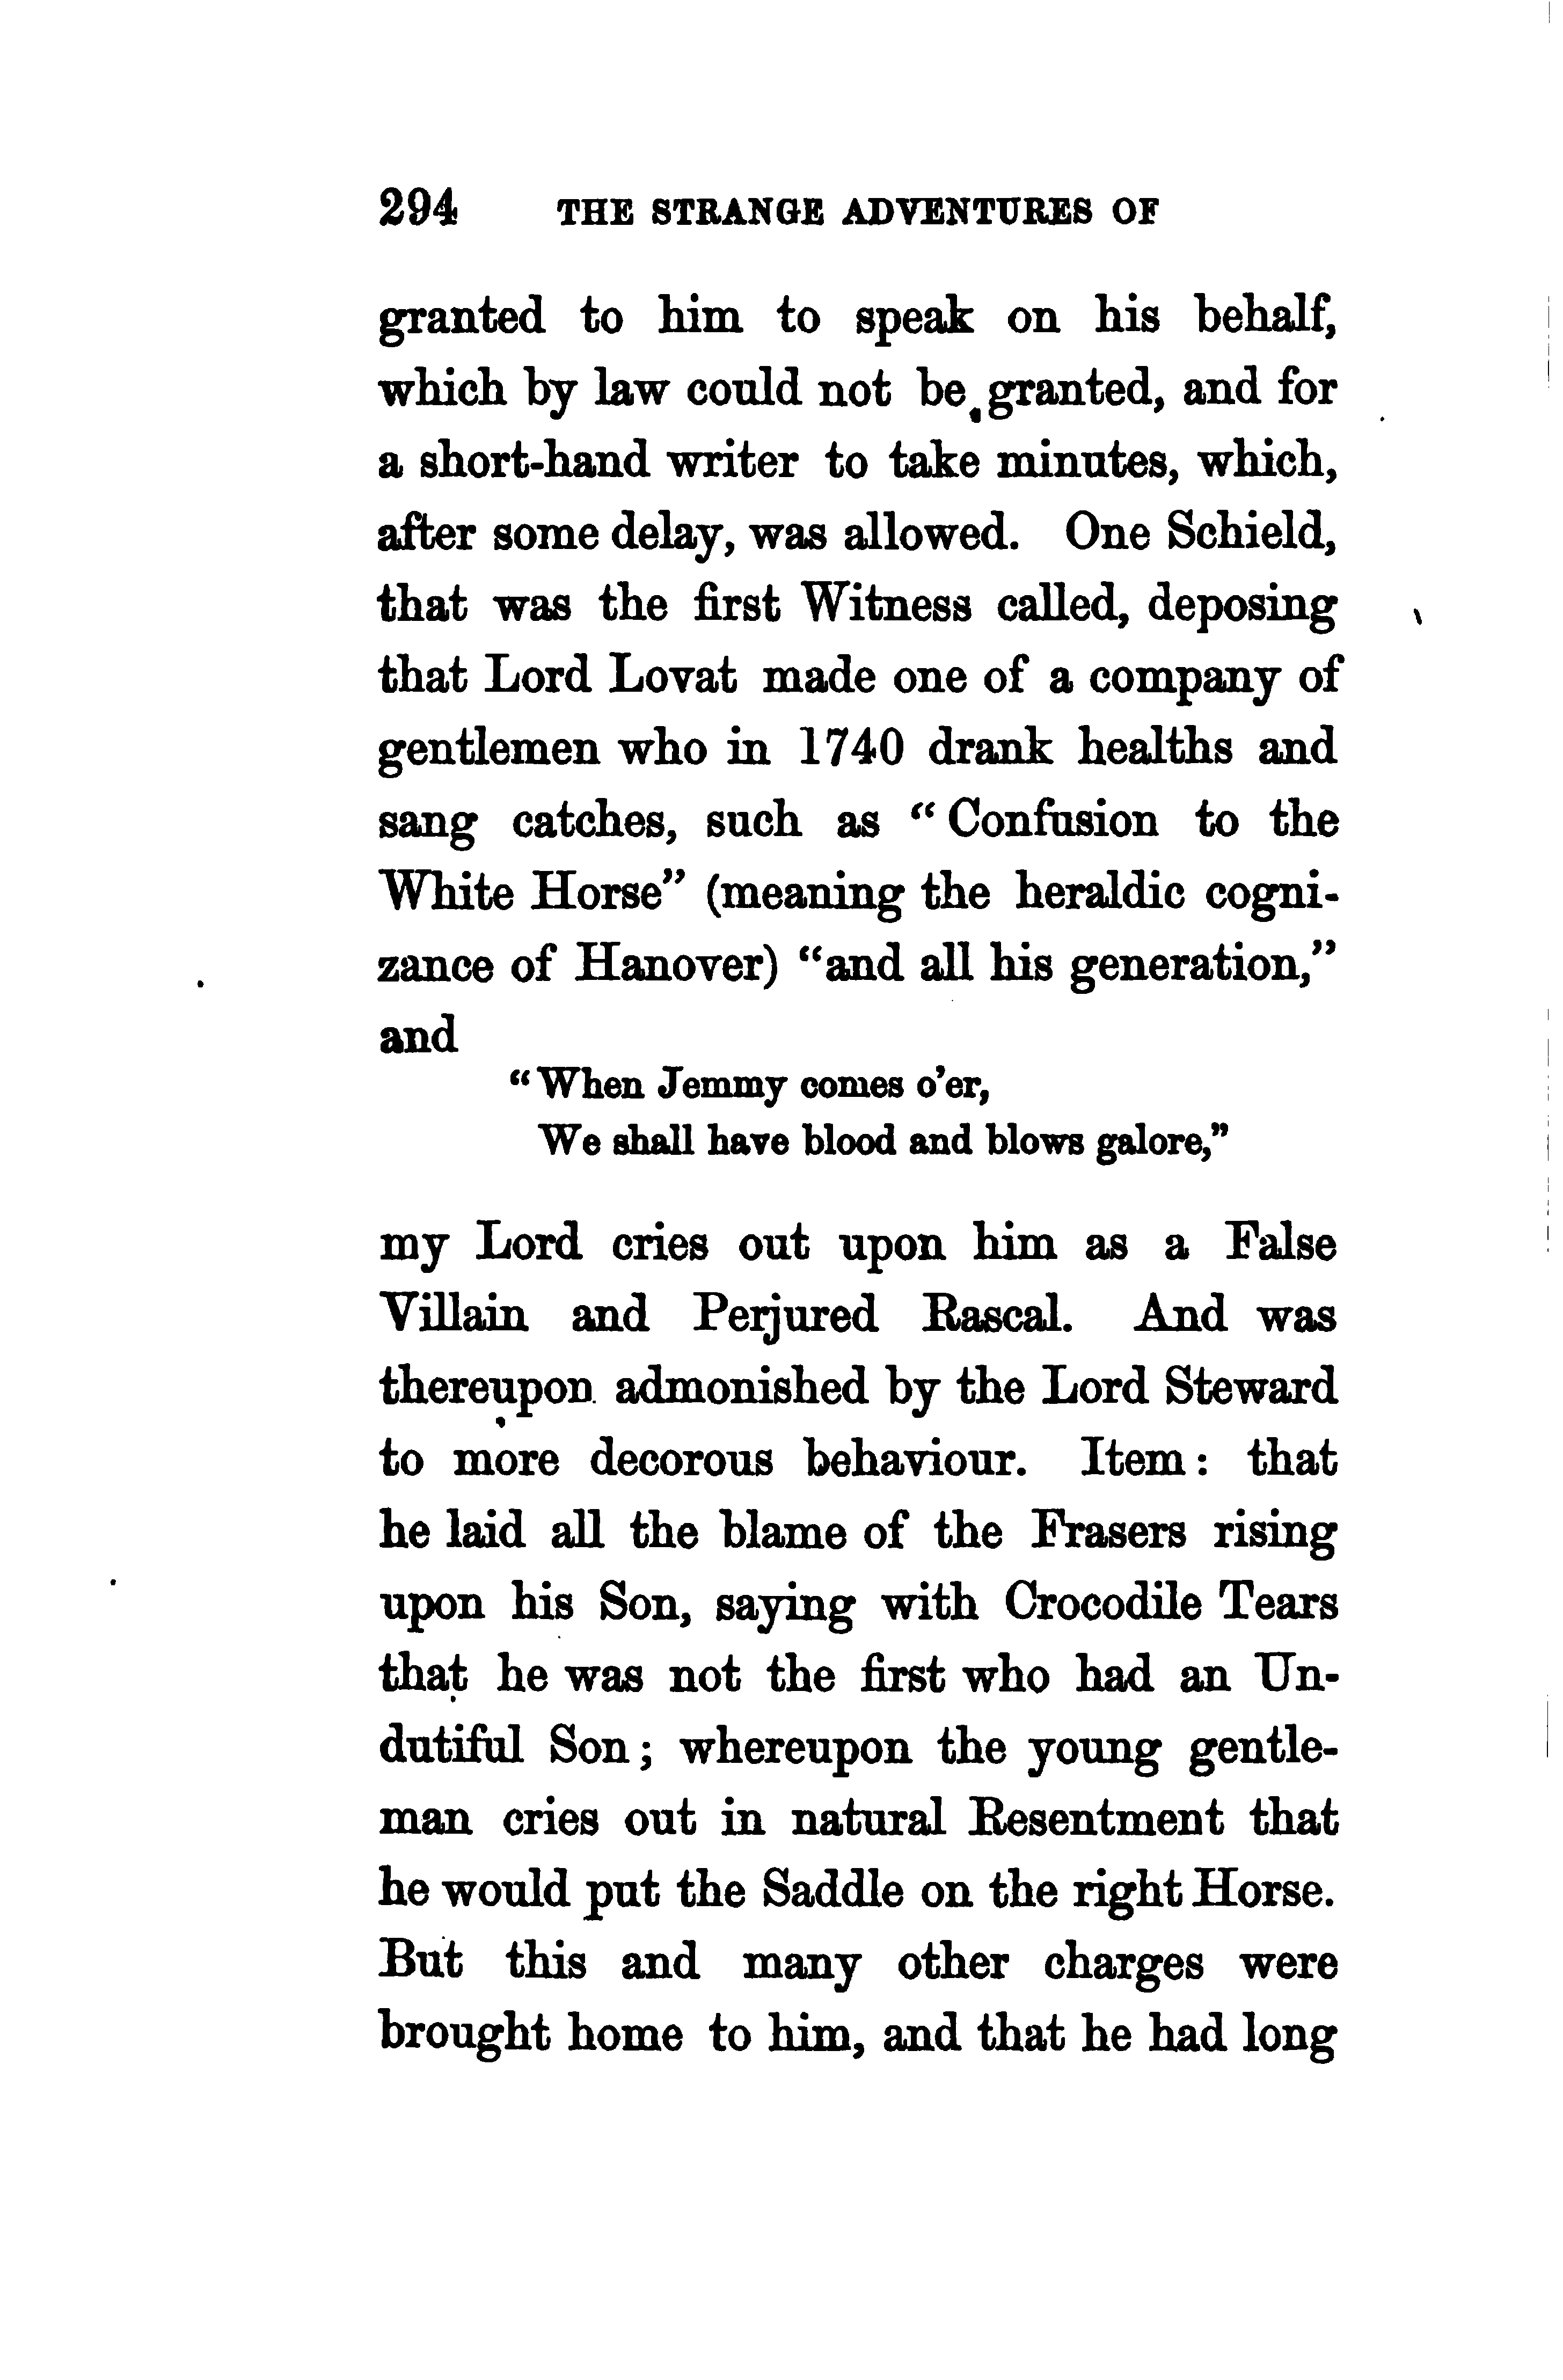 294 THE STRANGE ADVENTURES OF
granted to him to speak on his behalf,
which by law could not be granted, and for
a short-hand writer to take minutes, which,
after some delay, was allowed. One Schield,
that was the first Witness called, deposing
that Lord Lovat made one of a company of
gentlemen who in 1740 drank healths and
sang catches, such as “Confusion to the
White Horse” (meaning the heraldic cogni-
zance of Hanover) “and all his generation,”
and
“When Jemmy comes o’er,
We shall have blood and blows galore,”
my Lord cries out upon him as a False
Villain and Perjured Rascal. And was
thereupon admonished by the Lord Steward
to more decorous behaviour. Item: that
he laid all the blame of the Frasers rising
upon his Son, saying with Crocodile Tears
that he was not the first who had an Un-
dutiful Son; whereupon the young gentle-
man cries out in natural Resentment that
he would put the Saddle on the right Horse.
But this and many other charges were
brought home to him, and that he had long